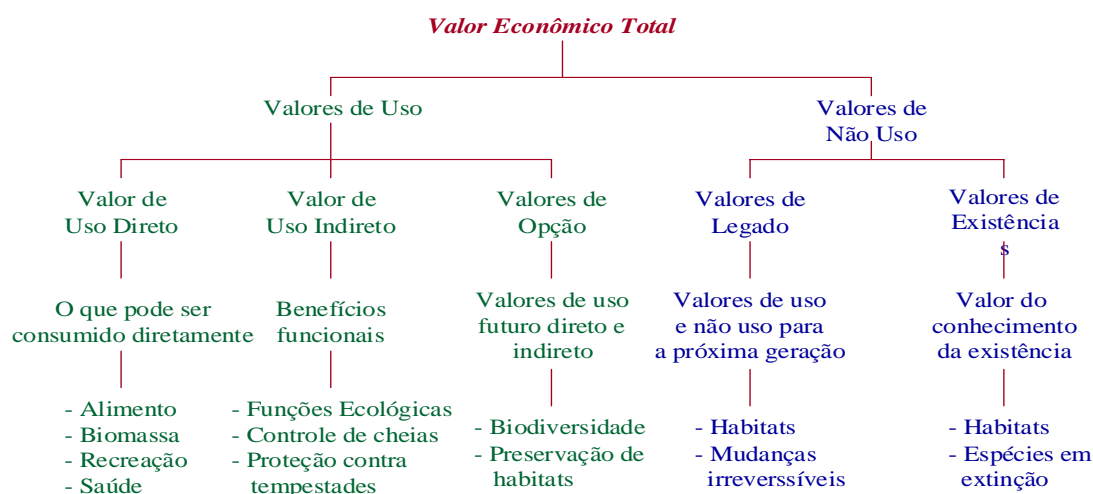 Valor Econômico Total
Valores de Uso
Valores de
Não Uso
Valor de
Uso Direto
Valor de
Uso Indireto
Valores de
Opção
Valores de
Legado
Valores de
Existência
s
O que pode ser
consumido diretamente
Benefícios
funcionais
Valores de uso
futuro direto e
indireto
Valores de uso
e não uso para
a próxima geração
Valor do
conhecimento
da existência
- Alimento
- Biomassa
- Recreação
- Saúde
- Funções Ecológicas
- Controle de cheias
- Proteção contra
tempestades
- Biodiversidade
- Preservação de
habitats
- Habitats
- Mudanças
irreverssíveis
- Habitats
- Espécies em
extinção